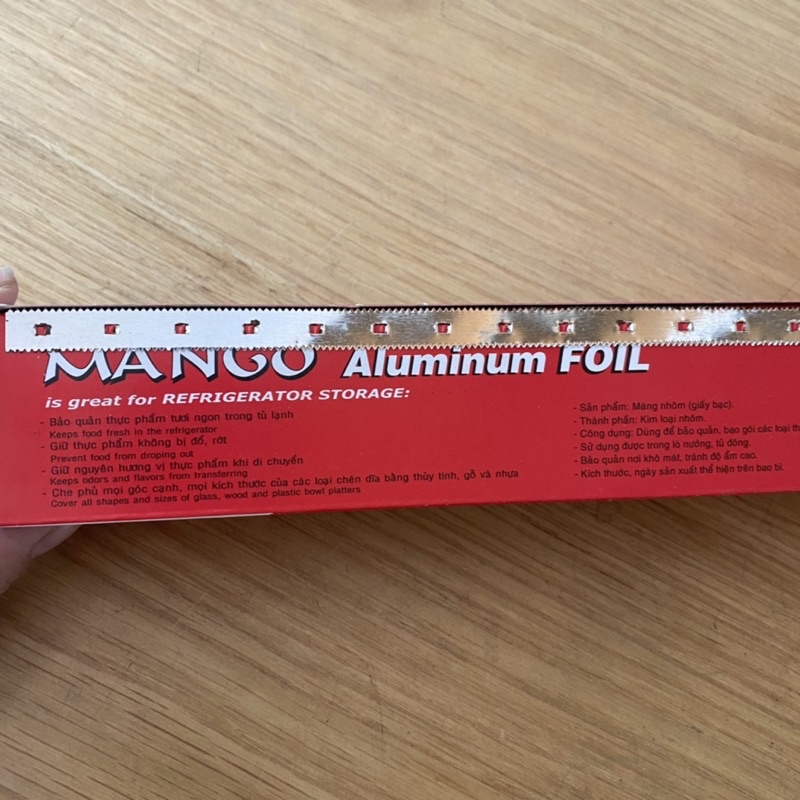 MANGO Aluminum FOIL
is great for REFRIGERATOR STORAGE:
- Bảo quản thực phẩm tươi ngon trong tủ lạnh
Keeps food fresh in the refrigerator
- Giữ thực phẩm không bị đổ, rớt
Prevent food from droping out
- Giữ nguyên hương vị thực phẩm khi di chuyển
Keeps odors and flavors from transferring
- Che phủ mọi góc cạnh, mọi kích thước của các loại chén dĩa bằng thủy tinh, gỗ và nhựa
Cover all shapes and sizes of glass, wood and plastic bowl platters
- Sản phẩm: Màng nhôm (giấy bạc).
- Thành phần: Kim loại nhôm.
- Công dụng: Dùng để bảo quản, bao gói các loại
- Sử dụng được trong lò nướng, tủ đông.
- Bảo quản nơi khô mát, tránh độ ẩm cao.
- Kích thước, ngày sản xuất thể hiện trên bao bì.